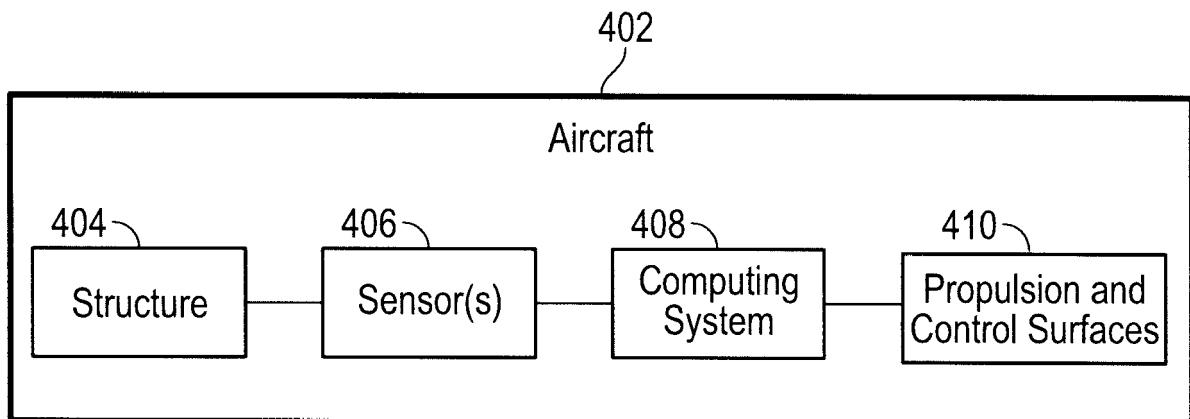 402
Aircraft
404
406
408
410
Structure
Sensor(s)
Computing
System
Propulsion and
Control Surfaces